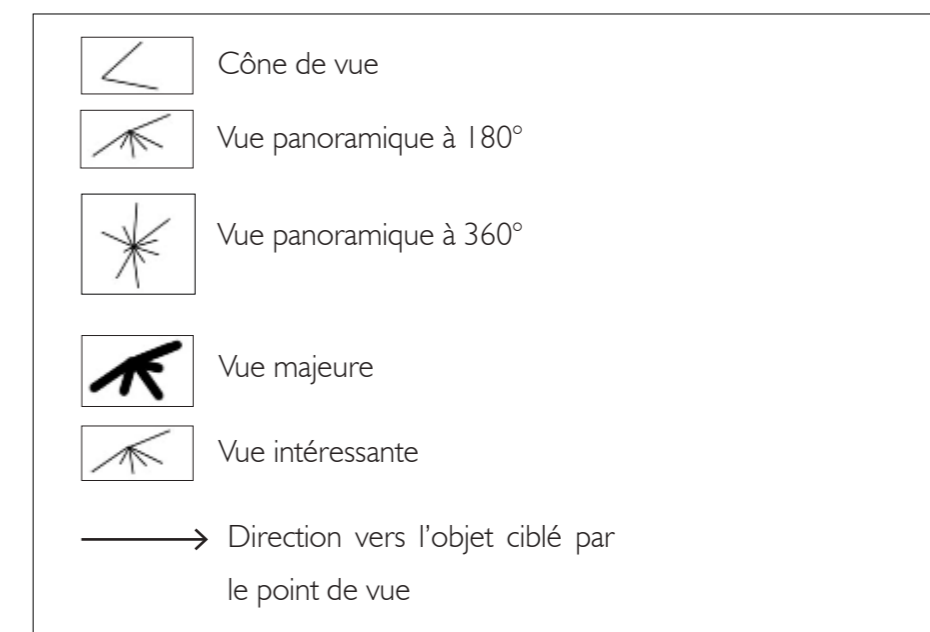 Cône de vue
Vue panoramique à 180°
Vue panoramique à 360°
Vue majeure
Vue intéressante
Direction vers l'objet ciblé par
le point de vue